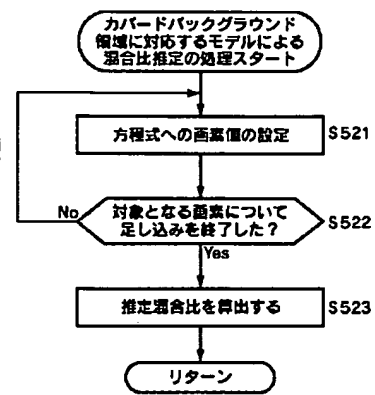 カバードバックグラウンド
領域に対応するモデルによる
混合比推定の処理スタート
方程式への画素値の設定
S521
対象となる画素について
足し込みを終了した?
S522
No
Yes
推定混合比を算出する
S523
リターン